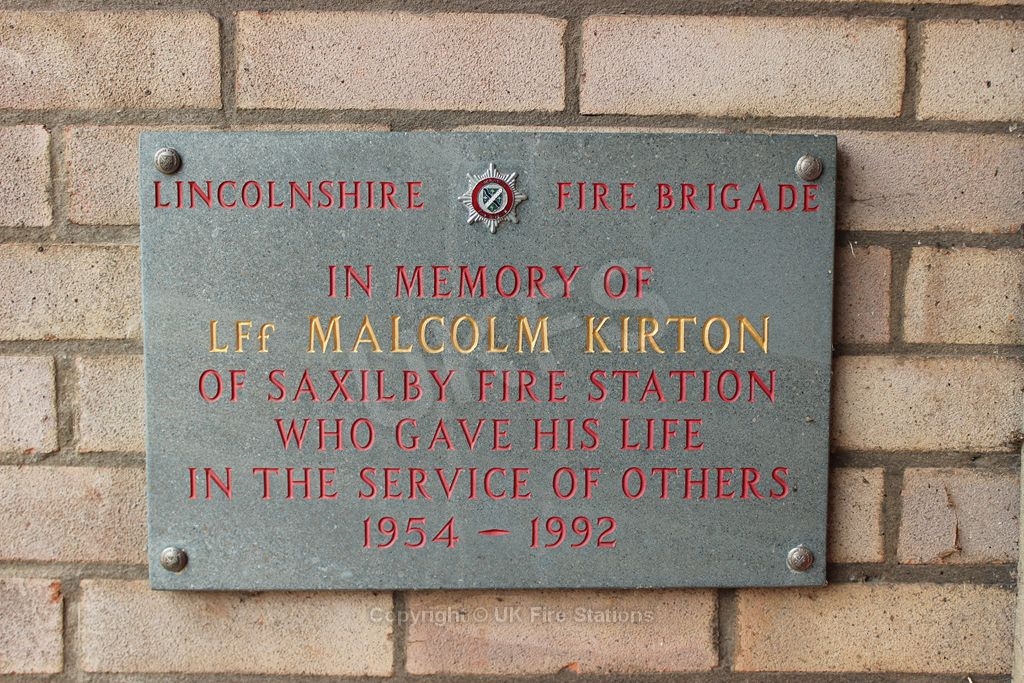 LINCOLNSHIRE FIRE BRIGADE
IN MEMORY OF
LFf MALCOLM KIRTON
OF SAXILBY FIRE STATION
WHO GAVE HIS LIFE
IN THE SERVICE OF OTHERS
1954 – 1992
Copyright © UK Fire Stations